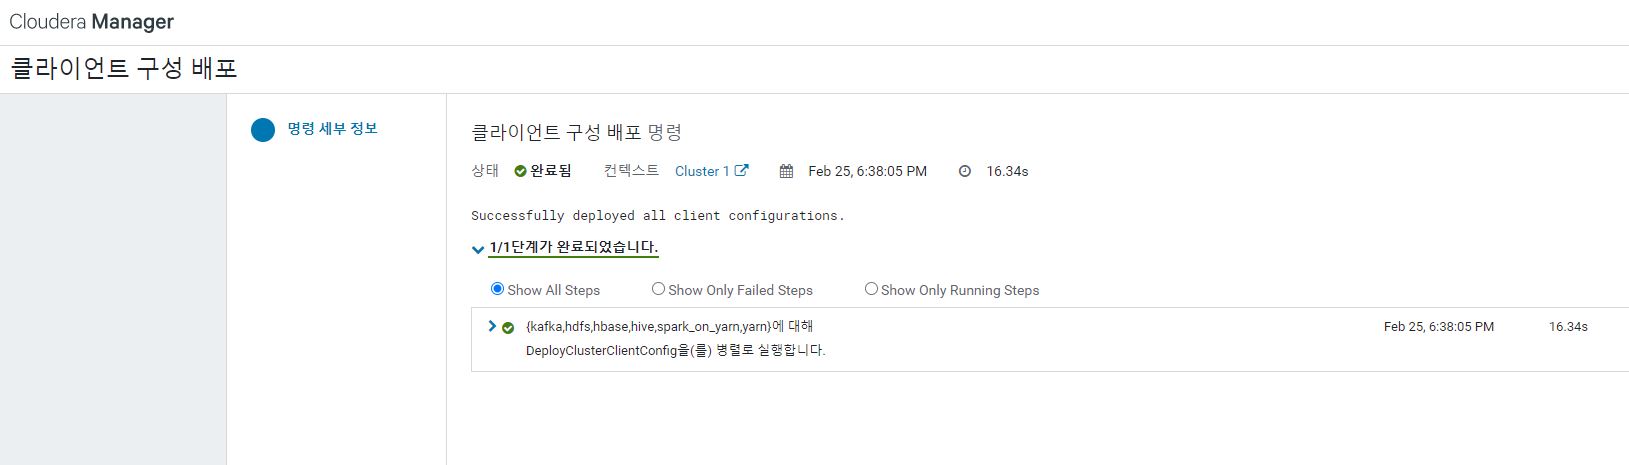 Cloudera Manager
클라이언트 구성 배포
명령 세부 정보
클라이언트 구성 배포 명령
상태 완료됨 컨텍스트 Cluster 1 Feb 25, 6:38:05 PM 16.34s
Successfully deployed all client configurations.
1/1단계가 완료되었습니다.
Show All Steps Show Only Failed Steps Show Only Running Steps
{kafka,hdfs,hbase,hive,spark_on_yarn,yarn}에 대해 Feb 25, 6:38:05 PM 16.34s
DeployClusterClientConfig을(를) 병렬로 실행합니다.